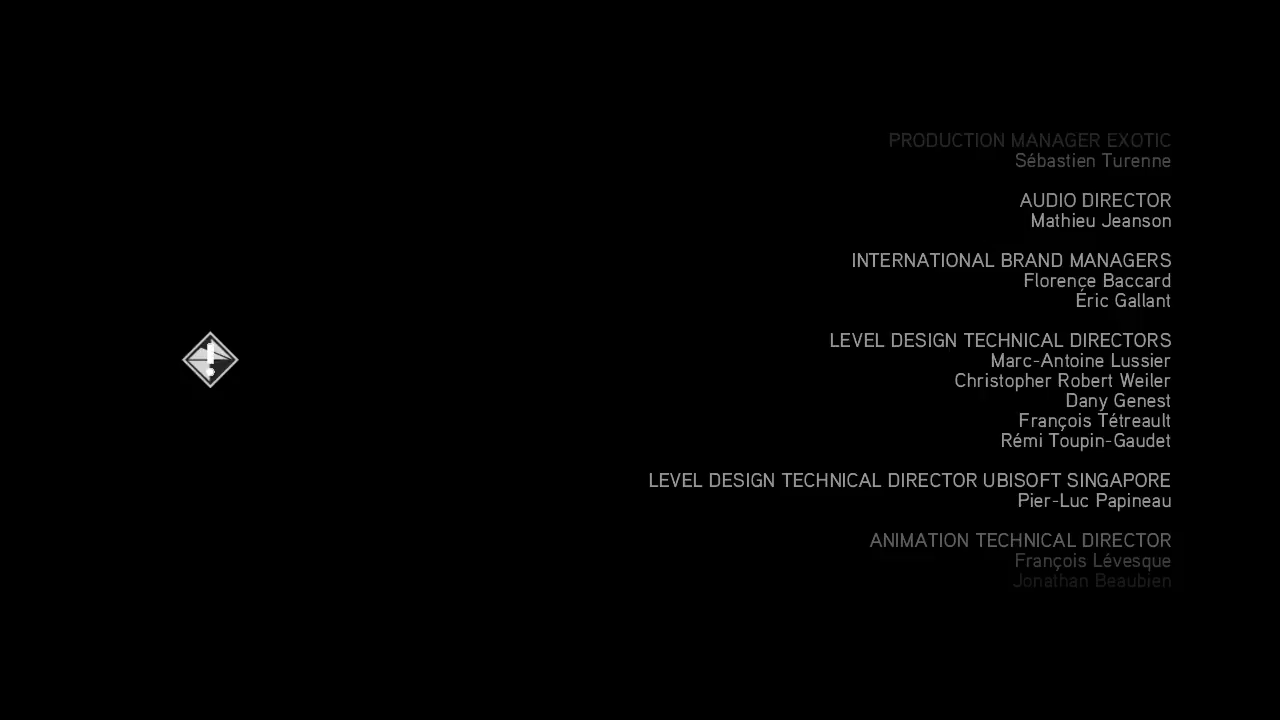 PRODUCTION MANAGER EXOTIC
Sébastien Turenne
AUDIO DIRECTOR
Mathieu Jeanson
INTERNATIONAL BRAND MANAGERS
Florence Baccard
Éric Gallant
LEVEL DESIGN TECHNICAL DIRECTORS
Marc-Antoine Lussier
Christopher Robert Weiler
Dany Genest
François Tétreault
Rémi Toupin-Gaudet
LEVEL DESIGN TECHNICAL DIRECTOR UBISOFT SINGAPORE
Pier-Luc Papineau
ANIMATION TECHNICAL DIRECTOR
François Lévesque
Jonathan Beaubien